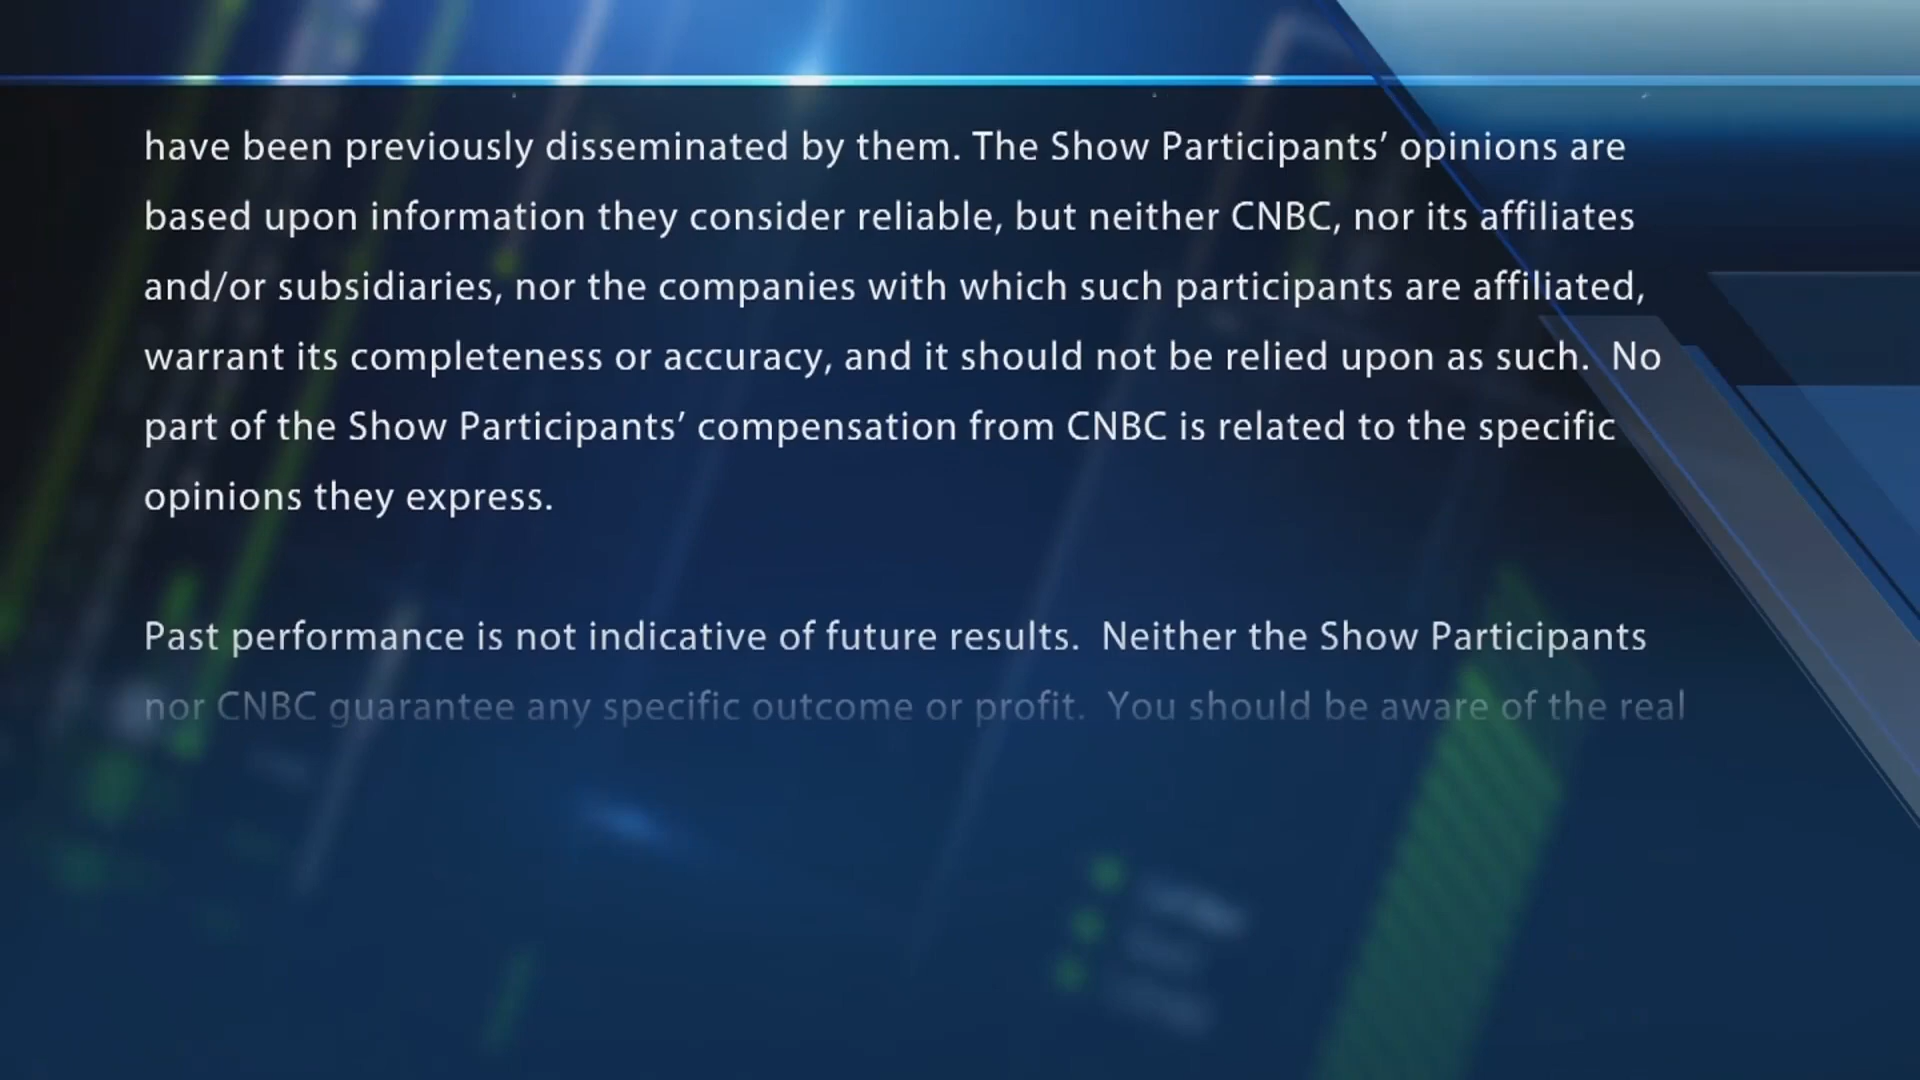 have been previously disseminated by them. The Show Participants’ opinions are
based upon information they consider reliable, but neither CNBC, nor its affiliates
and/or subsidiaries, nor the companies with which such participants are affiliated,
warrant its completeness or accuracy, and it should not be relied upon as such.  No
part of the Show Participants’ compensation from CNBC is related to the specific
opinions they express.
Past performance is not indicative of future results.  Neither the Show Participants
nor CNBC guarantee any specific outcome or profit.  You should be aware of the real